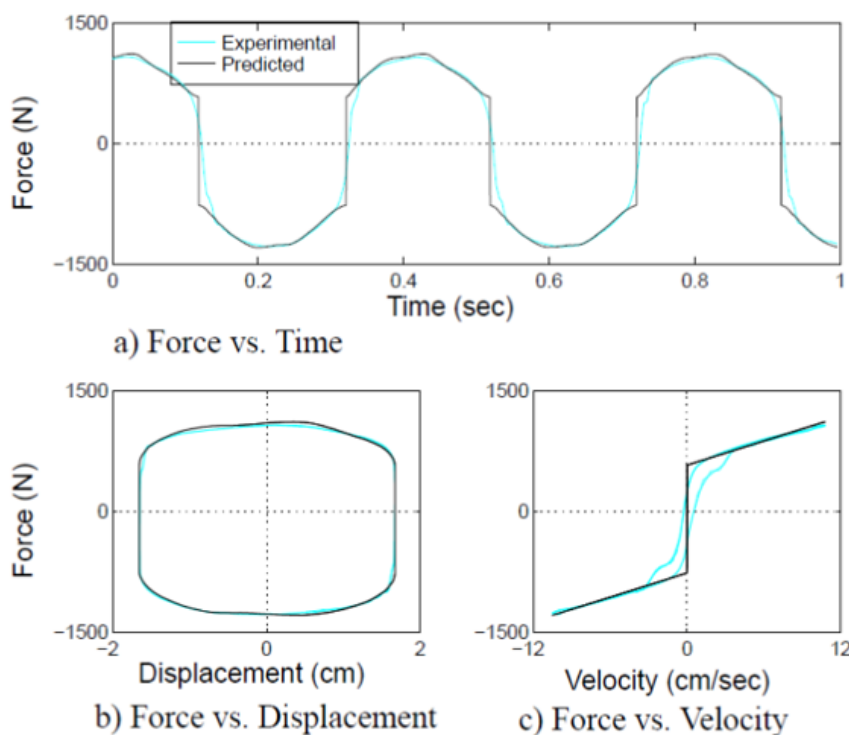 1500
Experimental
Predicted
Force (N)
0
−1500
0
0.2
0.4
0.6
0.8
1
Time (sec)
a) Force vs. Time
1500
Force (N)
0
−1500
−2
0
2
Displacement (cm)
b) Force vs. Displacement
1500
0
−1500
−12
0
12
Velocity (cm/sec)
c) Force vs. Velocity